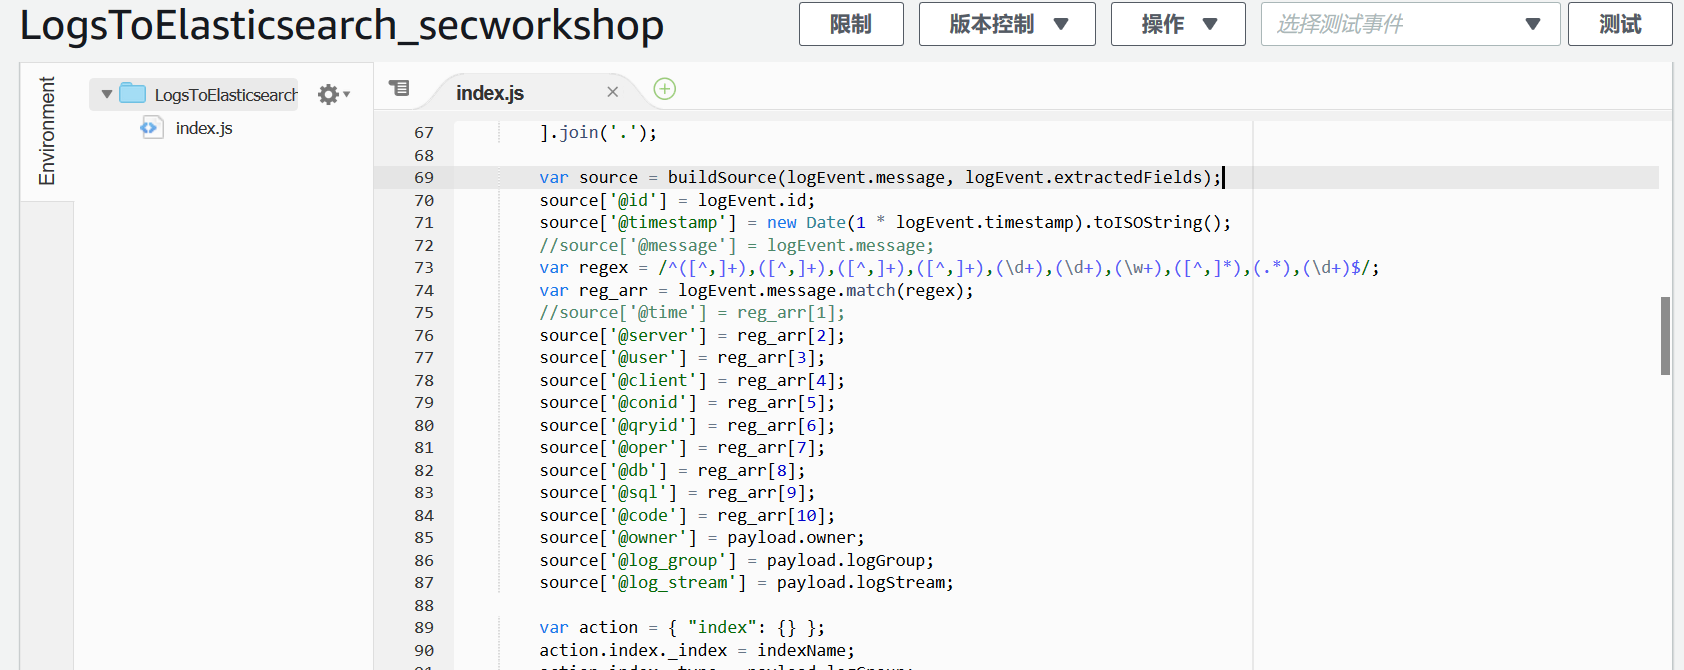 LogsToElasticsearch_secworkshop
限制
版本控制
操作
选择测试事件
测试
Environment
LogsToElasticsearch
index.js
index.js
67 ].join('.');
68
69 var source = buildSource(logEvent.message, logEvent.extractedFields);
70 source['@id'] = logEvent.id;
71 source['@timestamp'] = new Date(1 * logEvent.timestamp).toISOString();
72 //source['@message'] = logEvent.message;
73 var regex = /^([^,]+),([^,]+),([^,]+),([^,]+),(\d+),(\d+),(\w+),([^,]*),(.*),(\d+)$/;
74 var reg_arr = logEvent.message.match(regex);
75 //source['@time'] = reg_arr[1];
76 source['@server'] = reg_arr[2];
77 source['@user'] = reg_arr[3];
78 source['@client'] = reg_arr[4];
79 source['@conid'] = reg_arr[5];
80 source['@qryid'] = reg_arr[6];
81 source['@oper'] = reg_arr[7];
82 source['@db'] = reg_arr[8];
83 source['@sql'] = reg_arr[9];
84 source['@code'] = reg_arr[10];
85 source['@owner'] = payload.owner;
86 source['@log_group'] = payload.logGroup;
87 source['@log_stream'] = payload.logStream;
88
89 var action = { "index": {} };
90 action.index._index = indexName;